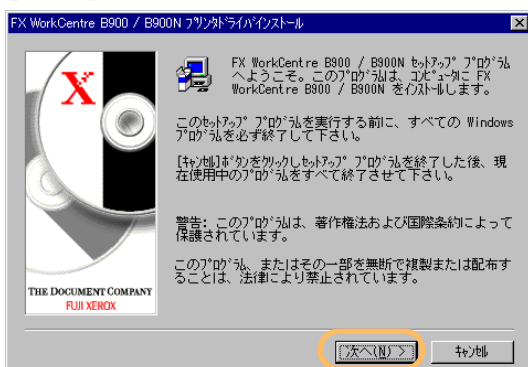 FX WorkCentre B900 / B900N ﾌﾟﾘﾝﾀﾄﾞﾗｲﾊﾞｲﾝｽﾄｰﾙ
X
FX WorkCentre B900 / B900N ｾｯﾄｱｯﾌﾟ ﾌﾟﾛｸﾞﾗﾑ
へようこそ。このﾌﾟﾛｸﾞﾗﾑは、ｺﾝﾋﾟｭｰﾀに FX
WorkCentre B900 / B900N をｲﾝｽﾄｰﾙします。
このｾｯﾄｱｯﾌﾟ ﾌﾟﾛｸﾞﾗﾑを実行する前に、すべての Windows
ﾌﾟﾛｸﾞﾗﾑを必ず終了して下さい。
[ｷｬﾝｾﾙ]ﾎﾞﾀﾝをｸﾘｯｸしｾｯﾄｱｯﾌﾟ ﾌﾟﾛｸﾞﾗﾑを終了した後、現
在使用中のﾌﾟﾛｸﾞﾗﾑをすべて終了させて下さい。
警告: このﾌﾟﾛｸﾞﾗﾑは、著作権法および国際条約によって
保護されています。
このﾌﾟﾛｸﾞﾗﾑ、またはその一部を無断で複製または配布す
ることは、法律により禁止されています。
THE DOCUMENT COMPANY
FUJI XEROX
次へ(N) >
ｷｬﾝｾﾙ